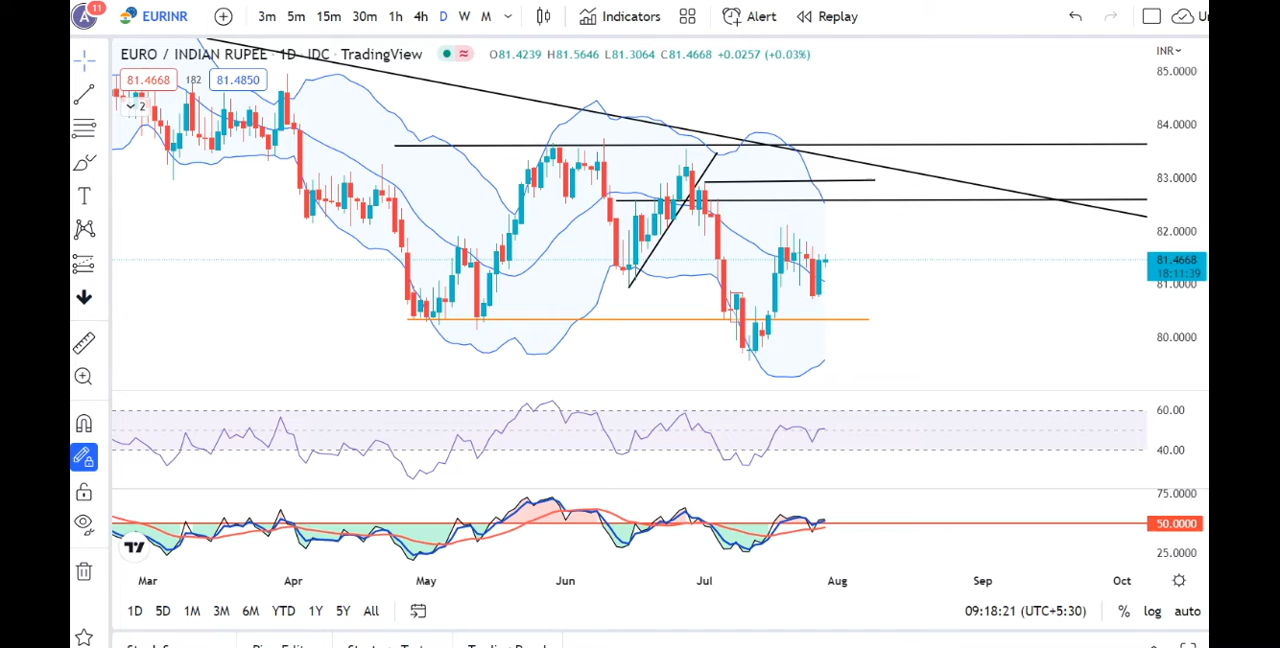 A 11 EURINR 3m 5m 15m 30m 1h 4h D W M Indicators Alert Replay
EURO / INDIAN RUPEE · 1D · IDC · TradingView O81.4239 H81.5646 L81.3064 C81.4668 +0.0257 (+0.03%) INR
81.4668 182 81.4850
2
85.0000
84.0000
83.0000
82.0000
81.4668
18:11:39
81.0000
80.0000
60.00
40.00
75.0000
50.0000
25.0000
Mar Apr May Jun Jul Aug Sep Oct
1D 5D 1M 3M 6M YTD 1Y 5Y All 09:18:21 (UTC+5:30) % log auto